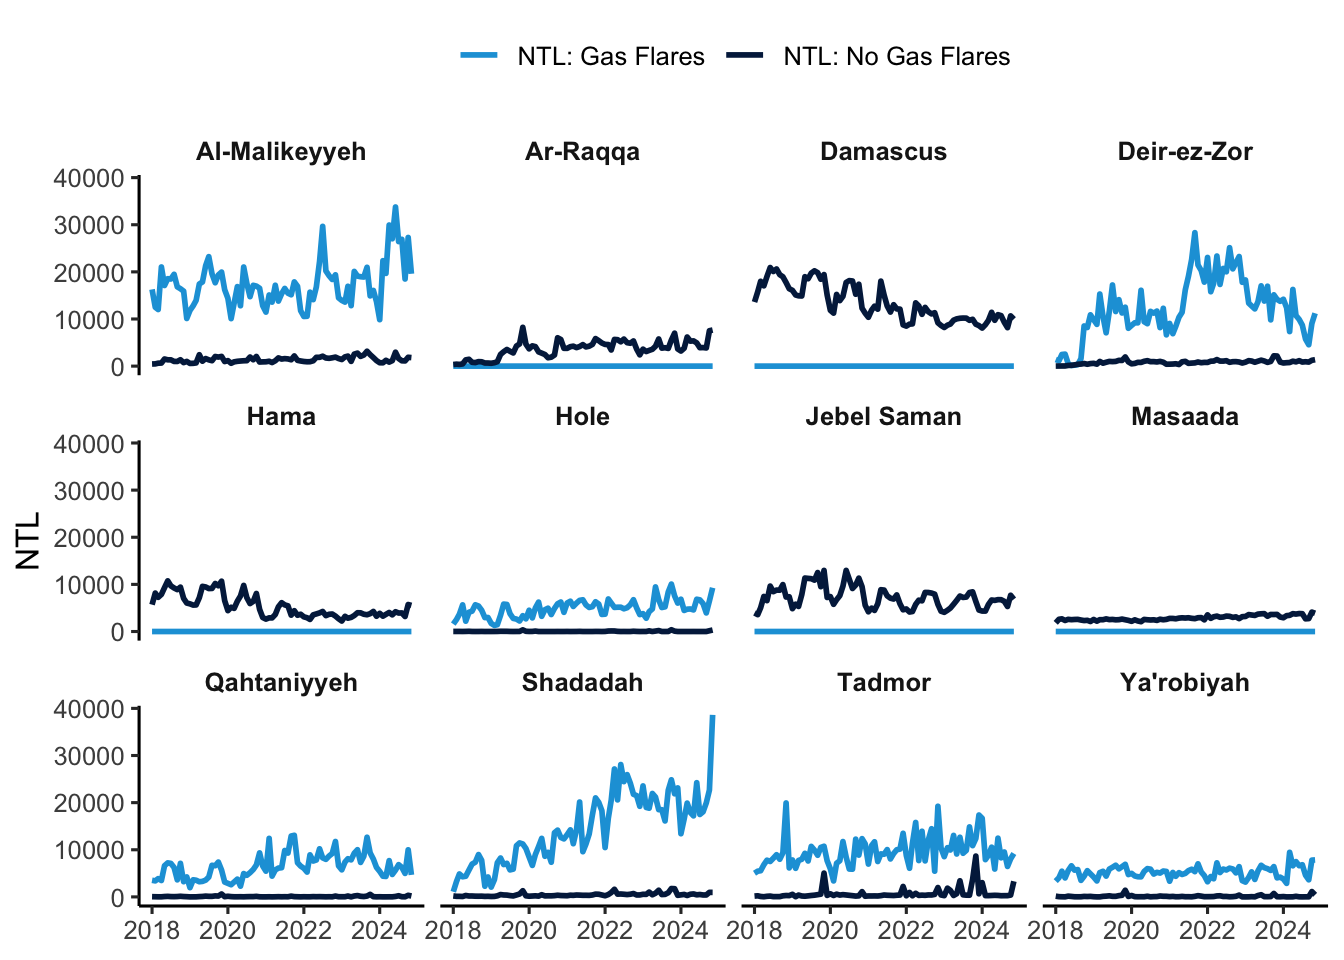 NTL: Gas Flares NTL: No Gas Flares
Al-Malikeyyeh Ar-Raqqa Damascus Deir-ez-Zor
40000
30000
20000
10000
0
Hama Hole Jebel Saman Masaada
40000
30000
20000
10000
0
NTL
Qahtaniyyeh Shadadah Tadmor Ya'robiyah
40000
30000
20000
10000
0
2018 2020 2022 2024 2018 2020 2022 2024 2018 2020 2022 2024 2018 2020 2022 2024